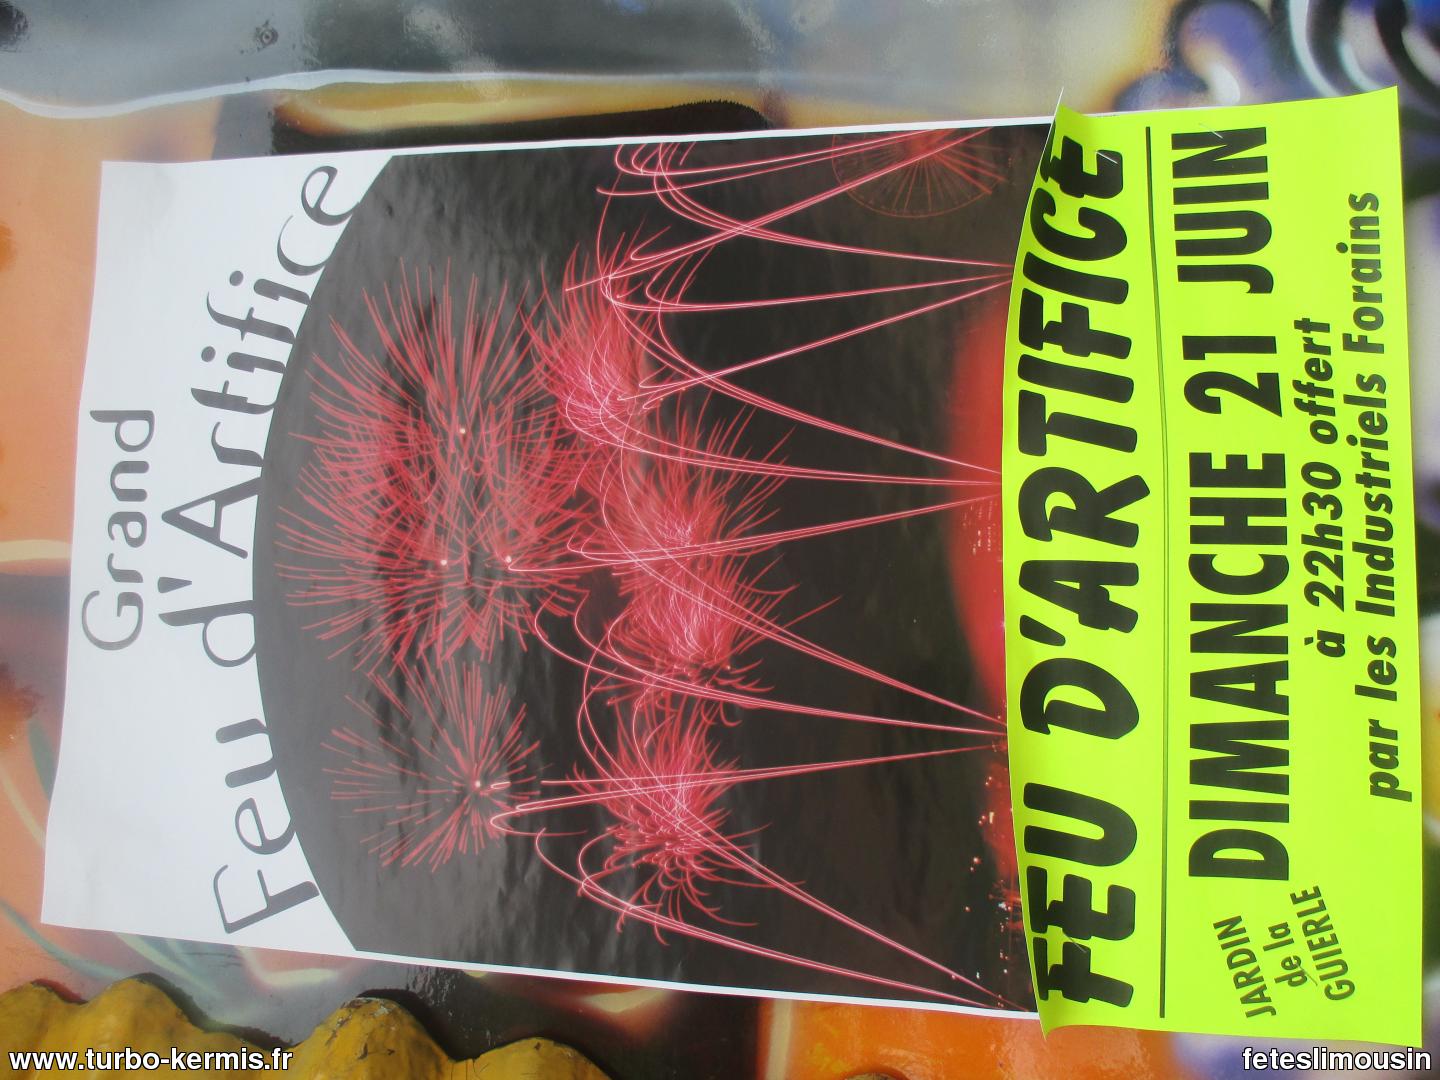 Grand
Feu d'Artifice
FEU D'ARTIFICE
JARDIN
de la
GUIERLE
DIMANCHE 21 JUIN
à 22h30 offert
par les Industriels Forains
www.turbo-kermis.fr
feteslimousin